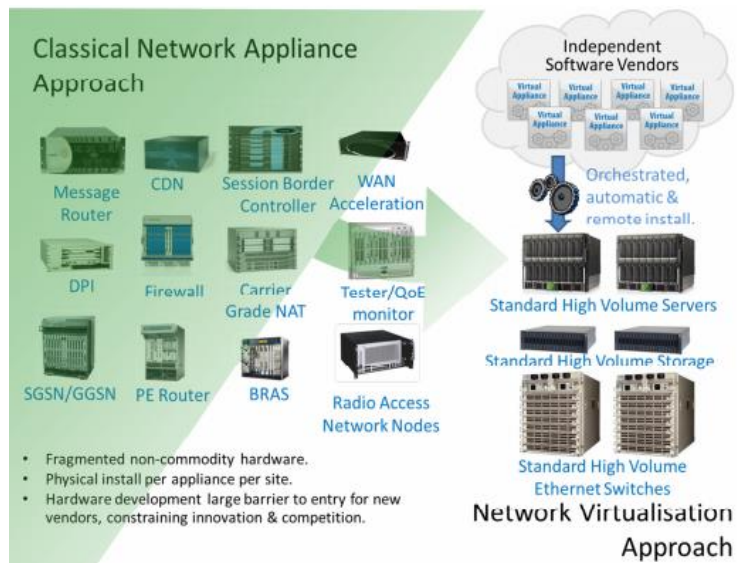 Classical Network Appliance
Approach
Message
Router
CDN
Session Border
Controller
WAN
Acceleration
DPI
Firewall
Carrier
Grade NAT
Tester/QoE
monitor
SGSN/GGSN
PE Router
BRAS
Radio Access
Network Nodes
• Fragmented non-commodity hardware.
• Physical install per appliance per site.
• Hardware development large barrier to entry for new
vendors, constraining innovation & competition.
Independent
Software Vendors
Virtual
Appliance
Virtual
Appliance
Virtual
Appliance
Virtual
Appliance
Virtual
Appliance
Virtual
Appliance
Virtual
Appliance
Orchestrated,
automatic &
remote install.
Standard High Volume Servers
Standard High Volume Storage
Standard High Volume
Ethernet Switches
Network Virtualisation
Approach